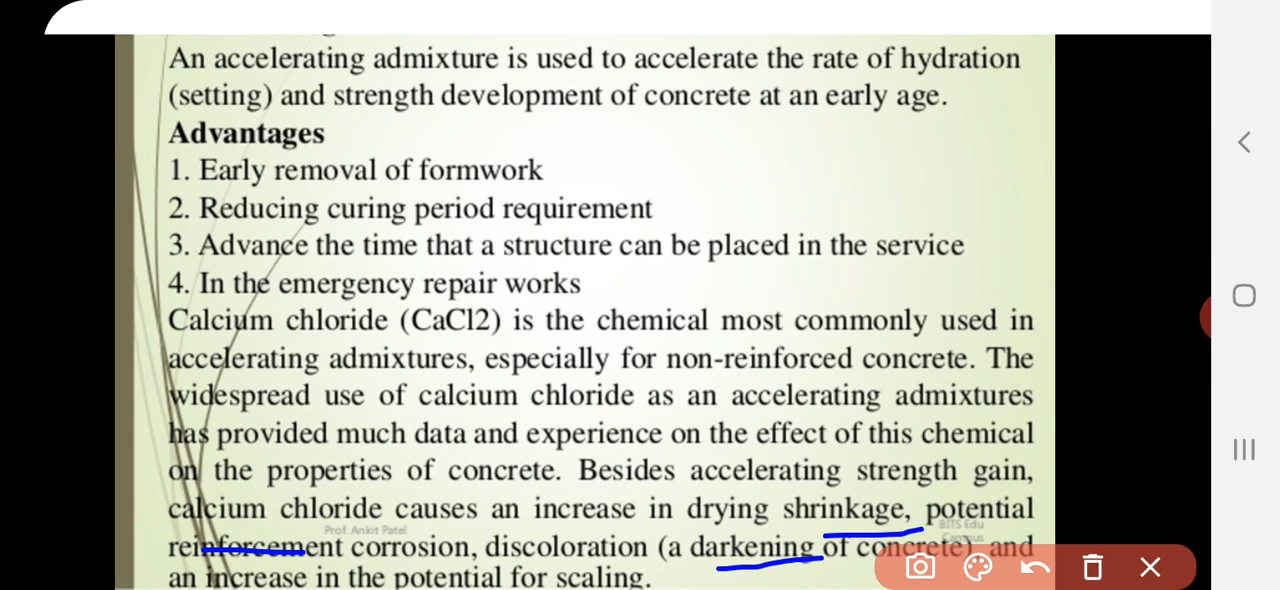 An accelerating admixture is used to accelerate the rate of hydration
(setting) and strength development of concrete at an early age.
Advantages
1. Early removal of formwork
2. Reducing curing period requirement
3. Advance the time that a structure can be placed in the service
4. In the emergency repair works
Calcium chloride (CaCl2) is the chemical most commonly used in
accelerating admixtures, especially for non-reinforced concrete. The
widespread use of calcium chloride as an accelerating admixtures
has provided much data and experience on the effect of this chemical
on the properties of concrete. Besides accelerating strength gain,
calcium chloride causes an increase in drying shrinkage, potential
Prof. Ankit Patel
BITS Edu
Campus
reinforcement corrosion, discoloration (a darkening of concrete), and
an increase in the potential for scaling.